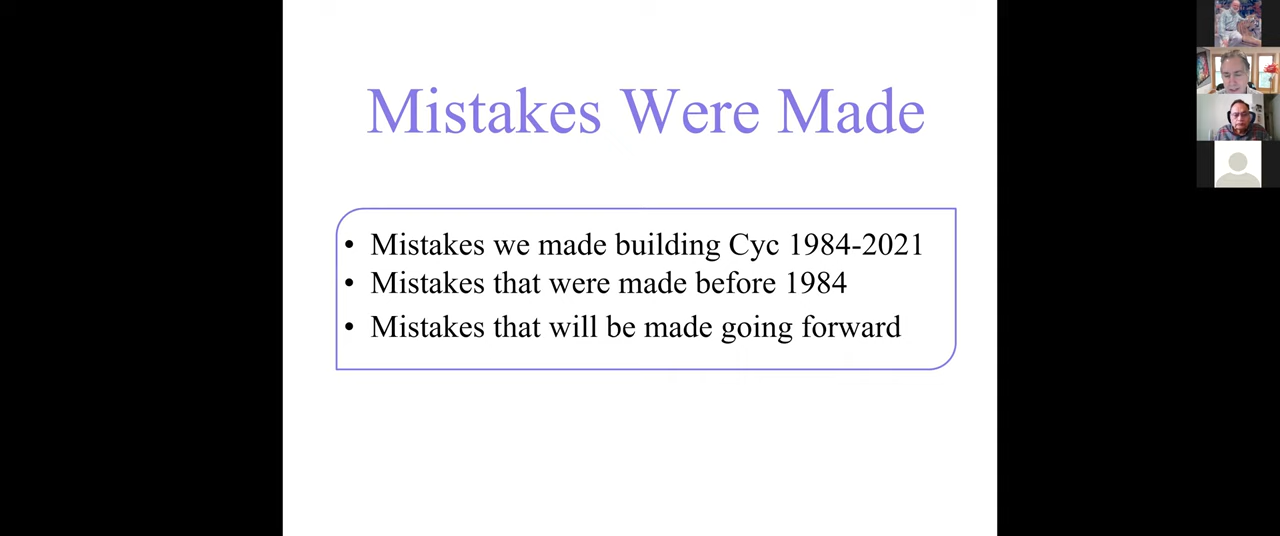 Mistakes Were Made
• Mistakes we made building Cyc 1984-2021
• Mistakes that were made before 1984
• Mistakes that will be made going forward